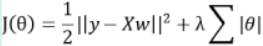 J(θ) = 1/2 ||y − Xw||² + λ ∑ |θ|